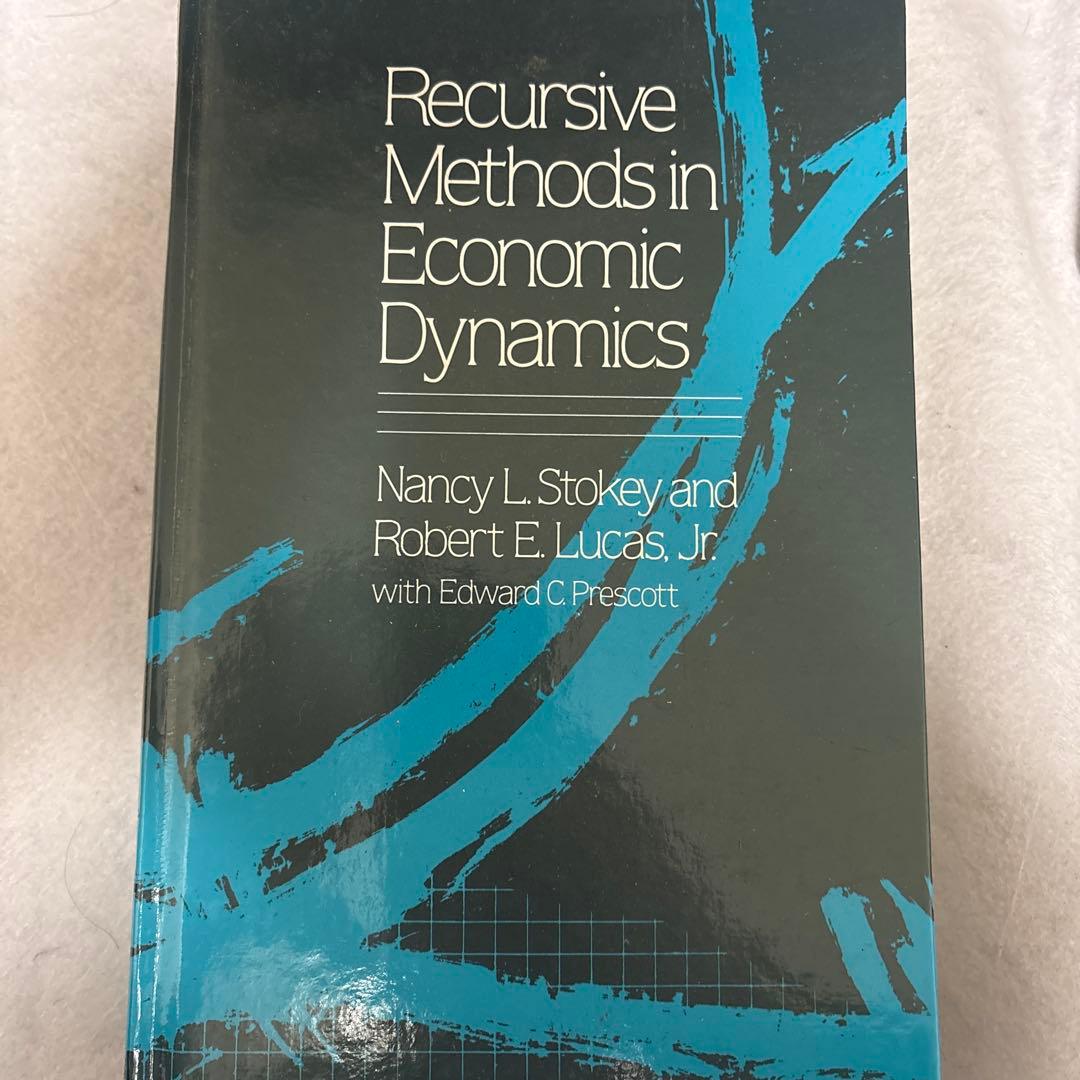 Recursive
Methods in
Economic
Dynamics
Nancy L. Stokey and
Robert E. Lucas, Jr.
with Edward C. Prescott